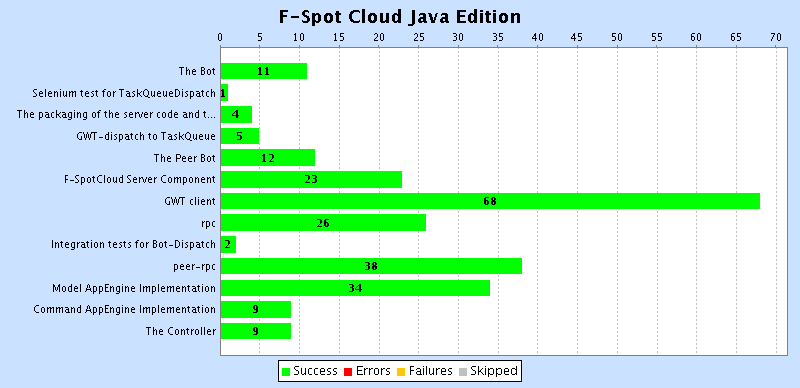 F-Spot Cloud Java Edition
0 5 10 15 20 25 30 35 40 45 50 55 60 65 70
The Bot 11
Selenium test for TaskQueueDispatch 1
The packaging of the server code and t... 4
GWT-dispatch to TaskQueue 5
The Peer Bot 12
F-SpotCloud Server Component 23
GWT client 68
rpc 26
Integration tests for Bot-Dispatch 2
peer-rpc 38
Model AppEngine Implementation 34
Command AppEngine Implementation 9
The Controller 9
Success Errors Failures Skipped